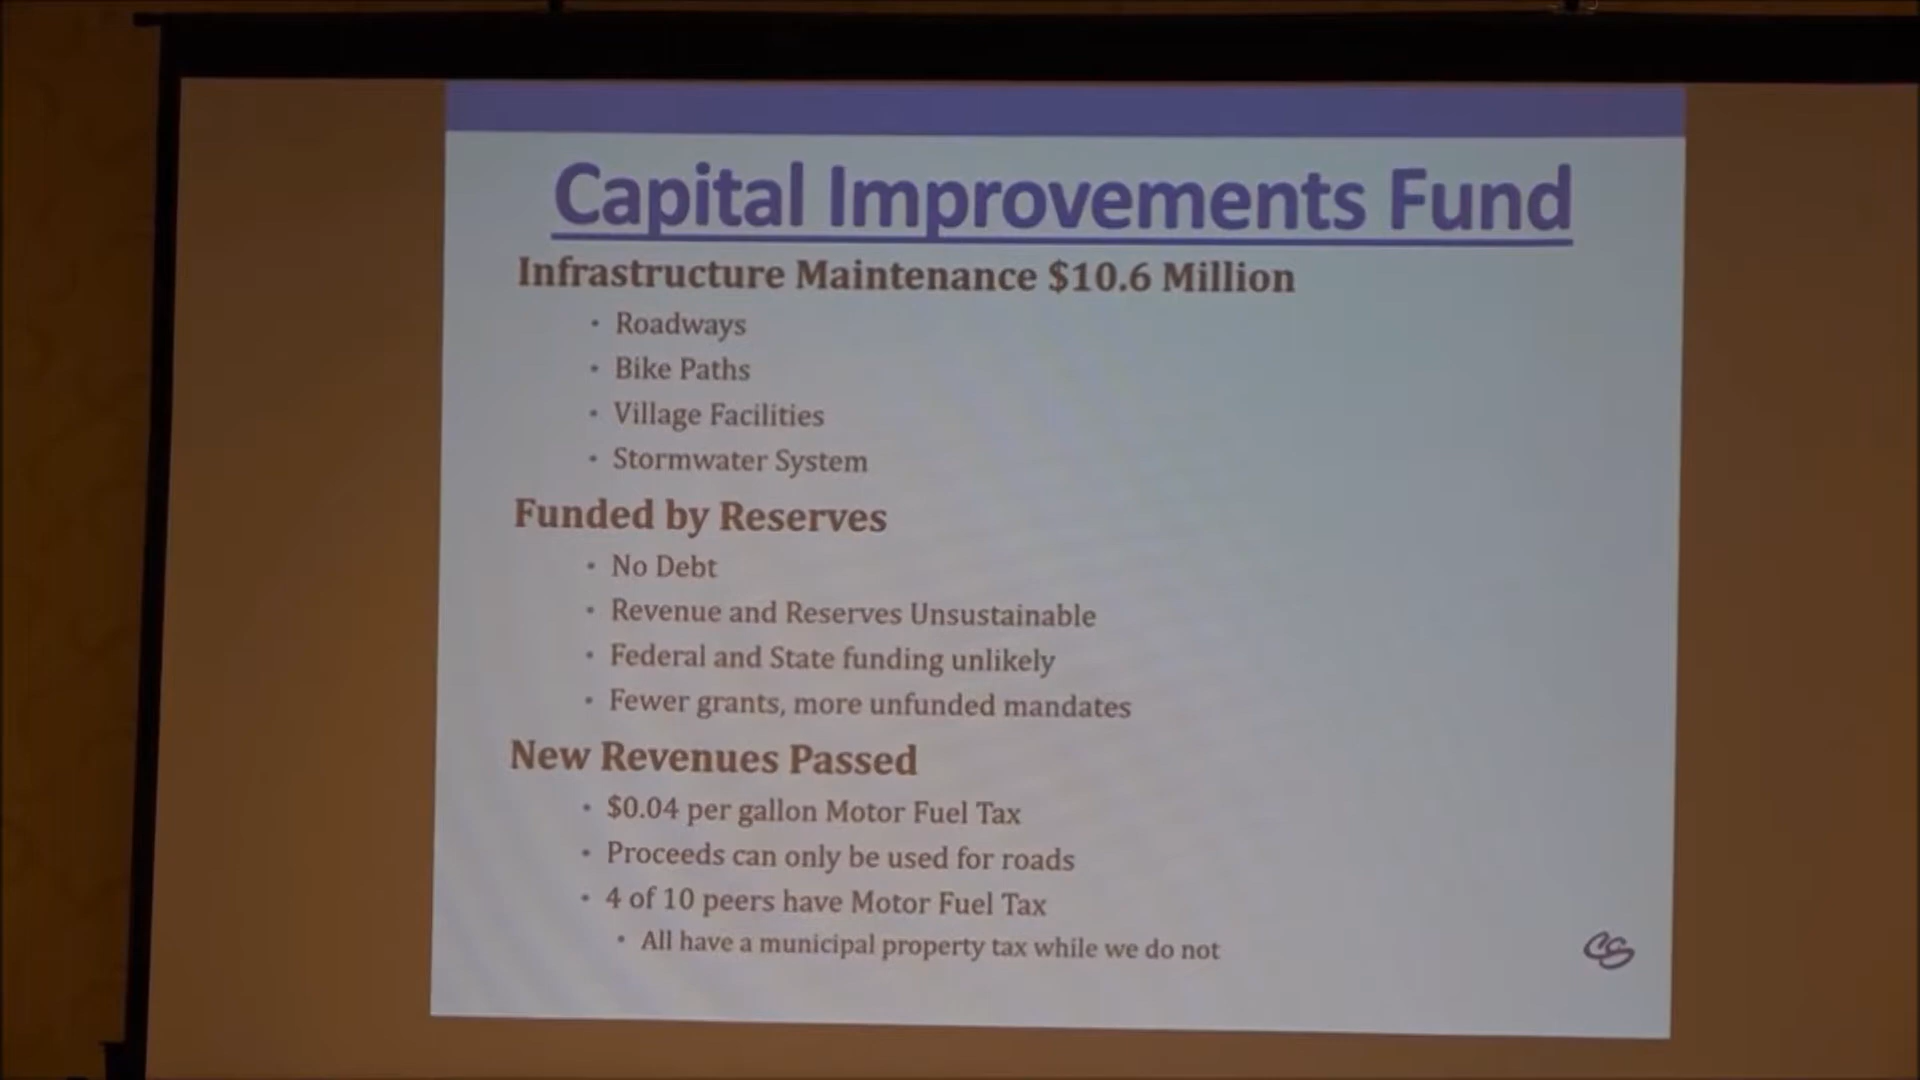 Capital Improvements Fund
Infrastructure Maintenance $10.6 Million
• Roadways
• Bike Paths
• Village Facilities
• Stormwater System
Funded by Reserves
• No Debt
• Revenue and Reserves Unsustainable
• Federal and State funding unlikely
• Fewer grants, more unfunded mandates
New Revenues Passed
• $0.04 per gallon Motor Fuel Tax
• Proceeds can only be used for roads
• 4 of 10 peers have Motor Fuel Tax
• All have a municipal property tax while we do not
CS